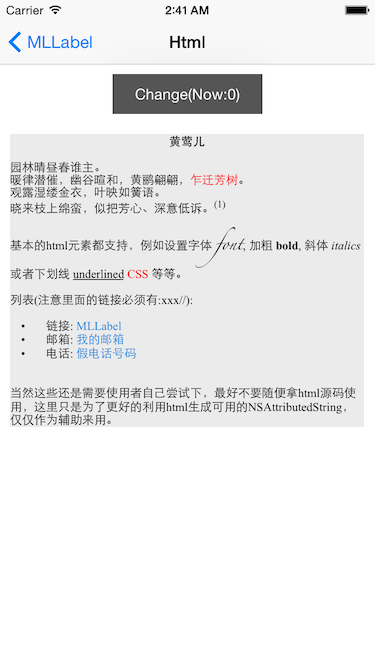 Carrier 2:41 AM
MLLabel Html
Change(Now:0)
黄莺儿
园林晴昼春谁主。
暖律潜催，幽谷暄和，黄鹂翩翩，乍迁芳树。
观露湿缕金衣，叶映如簧语。
晓来枝上绵蛮，似把芳心、深意低诉。(1)
基本的html元素都支持，例如设置字体 font, 加粗 bold, 斜体 italics
或者下划线 underlined CSS 等等。
列表(注意里面的链接必须有:xxx//):
• 链接: MLLabel
• 邮箱: 我的邮箱
• 电话: 假电话号码
当然这些还是需要使用者自己尝试下，最好不要随便拿html源码使
用，这里只是为了更好的利用html生成可用的NSAttributedString，
仅仅作为辅助来用。